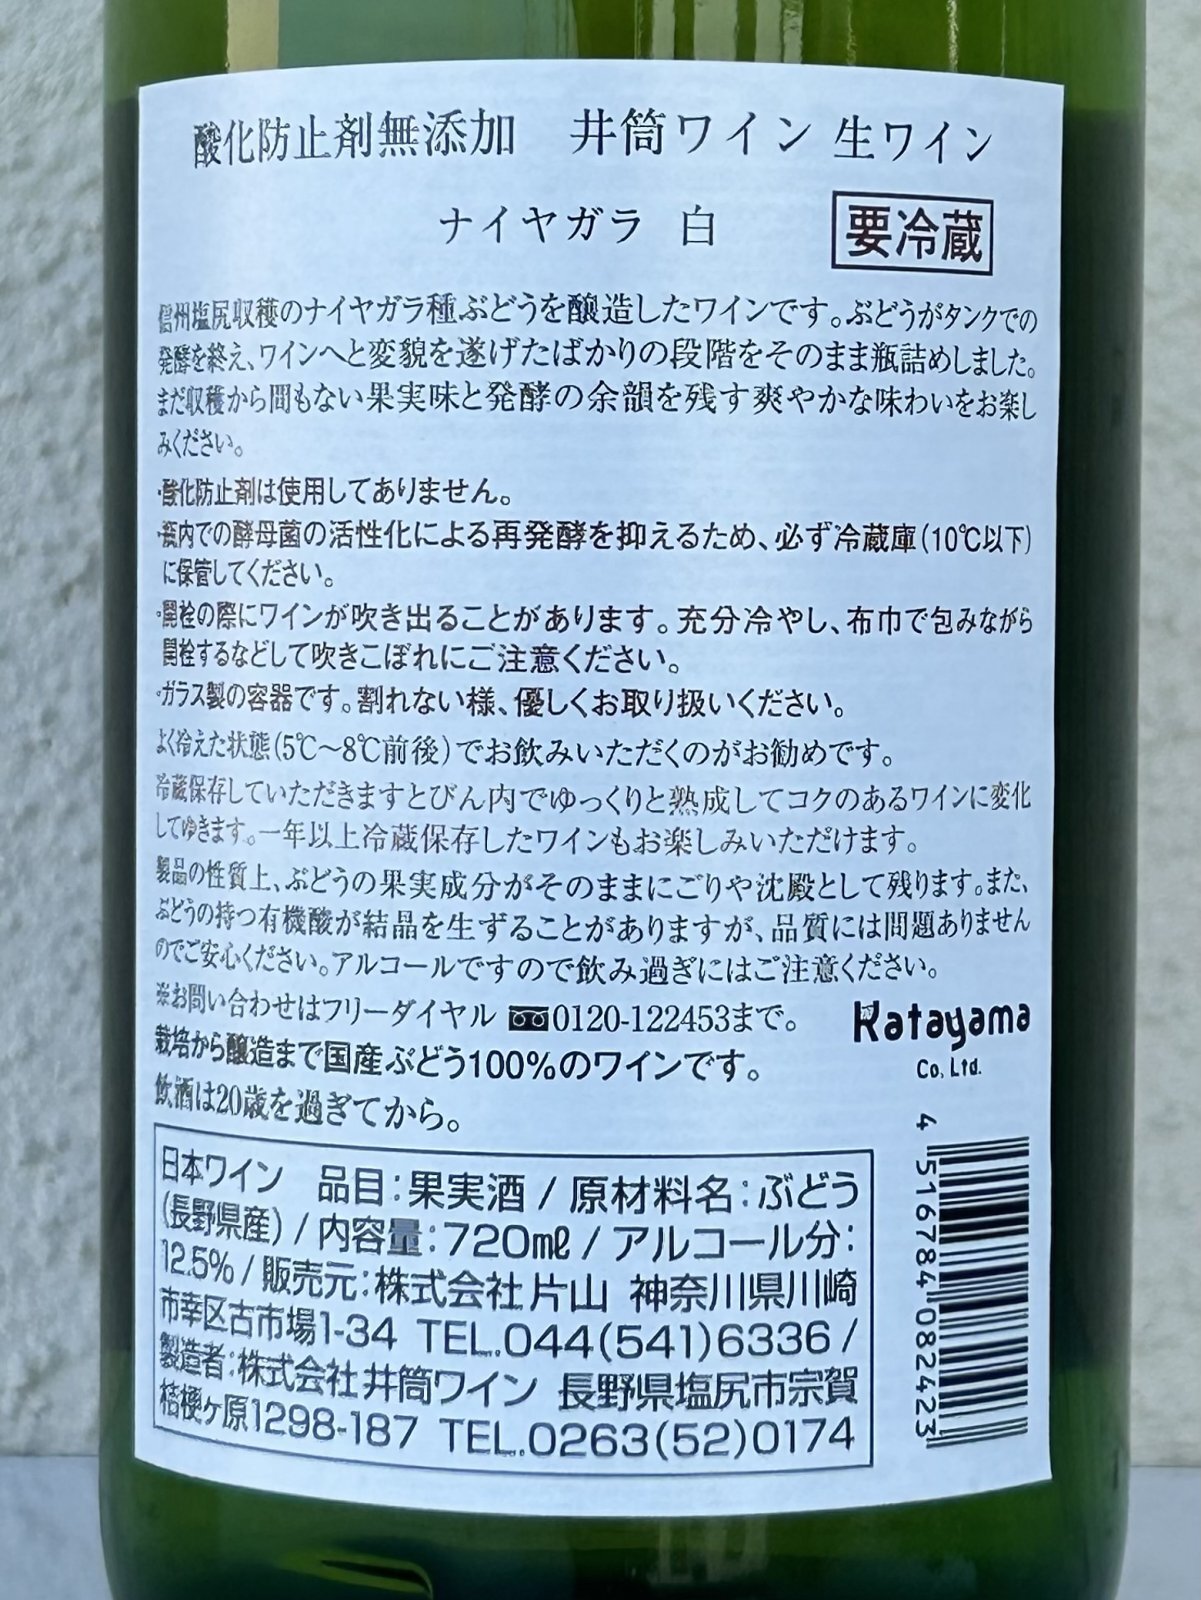 酸化防止剤無添加　井筒ワイン 生ワイン
ナイヤガラ 白
要冷蔵
信州塩尻収穫のナイヤガラ種ぶどうを醸造したワインです。ぶどうがタンクでの
発酵を終え、ワインへと変貌を遂げたばかりの段階をそのまま瓶詰めしました。
まだ収穫から間もない果実味と発酵の余韻を残す爽やかな味わいをお楽し
みください。
・酸化防止剤は使用してありません。
・瓶内での酵母菌の活性化による再発酵を抑えるため、必ず冷蔵庫(10℃以下)
に保管してください。
・開栓の際にワインが吹き出ることがあります。充分冷やし、布巾で包みながら
開栓するなどして吹きこぼれにご注意ください。
・ガラス製の容器です。割れない様、優しくお取り扱いください。
よく冷えた状態(5℃〜8℃前後)でお飲みいただくのがお勧めです。
冷蔵保存していただきますとびん内でゆっくりと熟成してコクのあるワインに変化
してゆきます。一年以上冷蔵保存したワインもお楽しみいただけます。
製品の性質上、ぶどうの果実成分がそのままにごりや沈殿として残ります。また、
ぶどうの持つ有機酸が結晶を生ずることがありますが、品質には問題ありません
のでご安心ください。アルコールですので飲み過ぎにはご注意ください。
※お問い合わせはフリーダイヤル 0120-122453まで。
Katayama
Co., Ltd.
栽培から醸造まで国産ぶどう100%のワインです。
飲酒は20歳を過ぎてから。
日本ワイン　品目：果実酒 / 原材料名：ぶどう
(長野県産) / 内容量：720mℓ / アルコール分：
12.5% / 販売元：株式会社片山 神奈川県川崎
市幸区古市場1-34 TEL.044(541)6336 /
製造者：株式会社井筒ワイン 長野県塩尻市宗賀
桔梗ヶ原1298-187 TEL.0263(52)0174
4 516784 082423